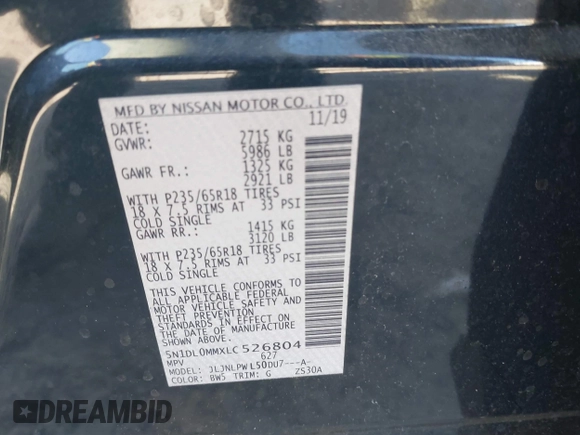 MFD BY NISSAN MOTOR CO., LTD.
DATE: 11/19
GVWR: 2715 KG
5986 LB
GAWR FR.: 1325 KG
2921 LB
WITH P235/65R18 TIRES
18 X 7.5 RIMS AT 33 PSI
COLD SINGLE
GAWR RR.: 1415 KG
3120 LB
WITH P235/65R18 TIRES
18 X 7.5 RIMS AT 33 PSI
COLD SINGLE
THIS VEHICLE CONFORMS TO
ALL APPLICABLE FEDERAL
MOTOR VEHICLE SAFETY AND
THEFT PREVENTION
STANDARDS IN EFFECT ON
THE DATE OF MANUFACTURE
SHOWN ABOVE.
5N1DL0MMXLC526804
MPV 627
MODEL: JLJNLPWL50DU7---A-
COLOR: BW5 TRIM: G ZS30A
DREAMBID